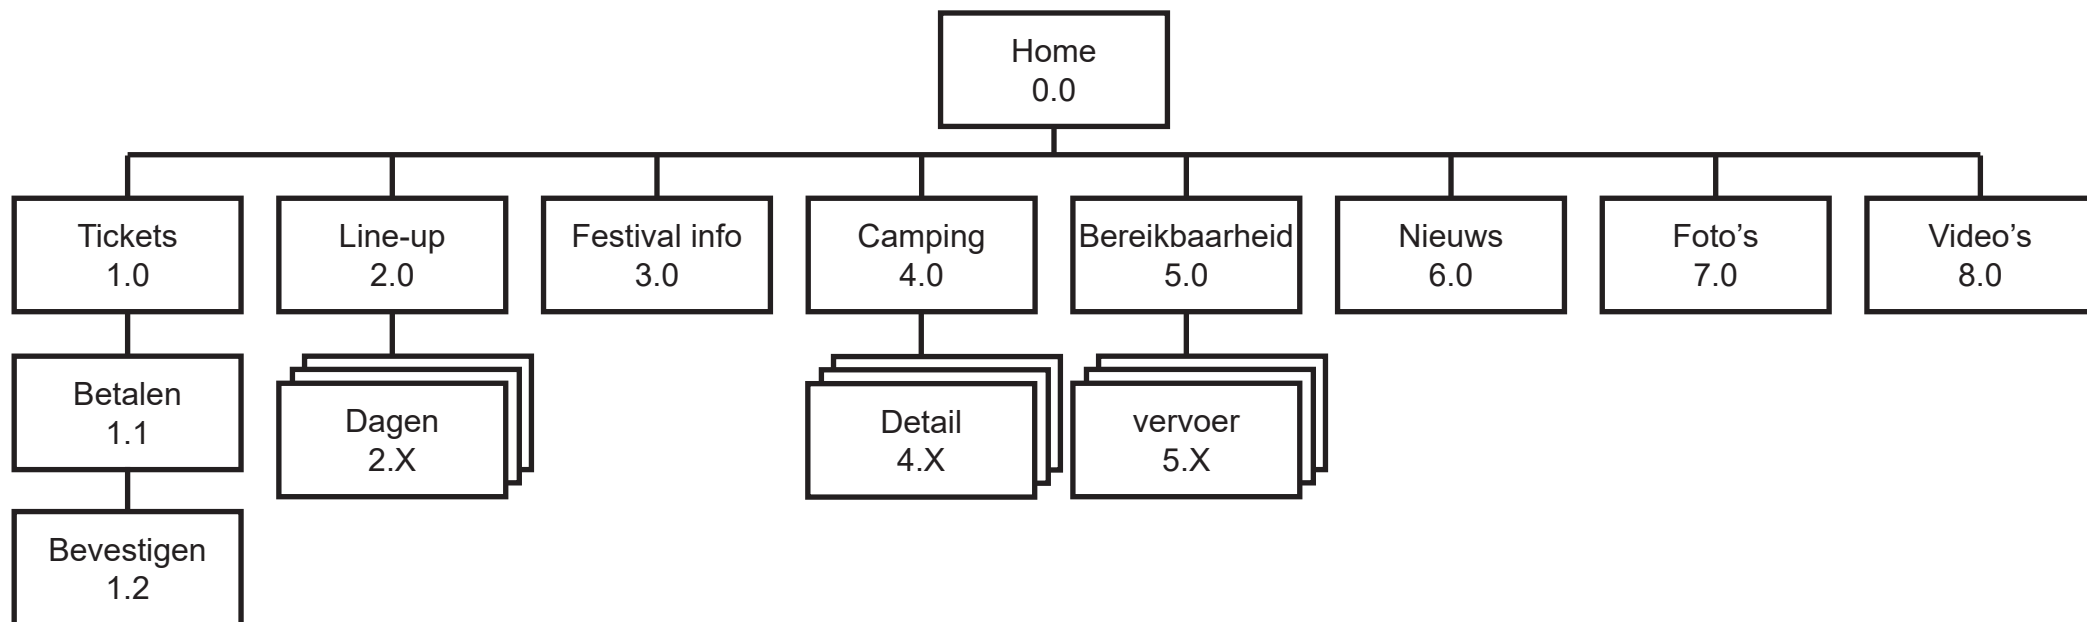 Home
0.0
Tickets
1.0
Line-up
2.0
Festival info
3.0
Camping
4.0
Bereikbaarheid
5.0
Nieuws
6.0
Foto’s
7.0
Video’s
8.0
Betalen
1.1
Dagen
2.X
Detail
4.X
vervoer
5.X
Bevestigen
1.2